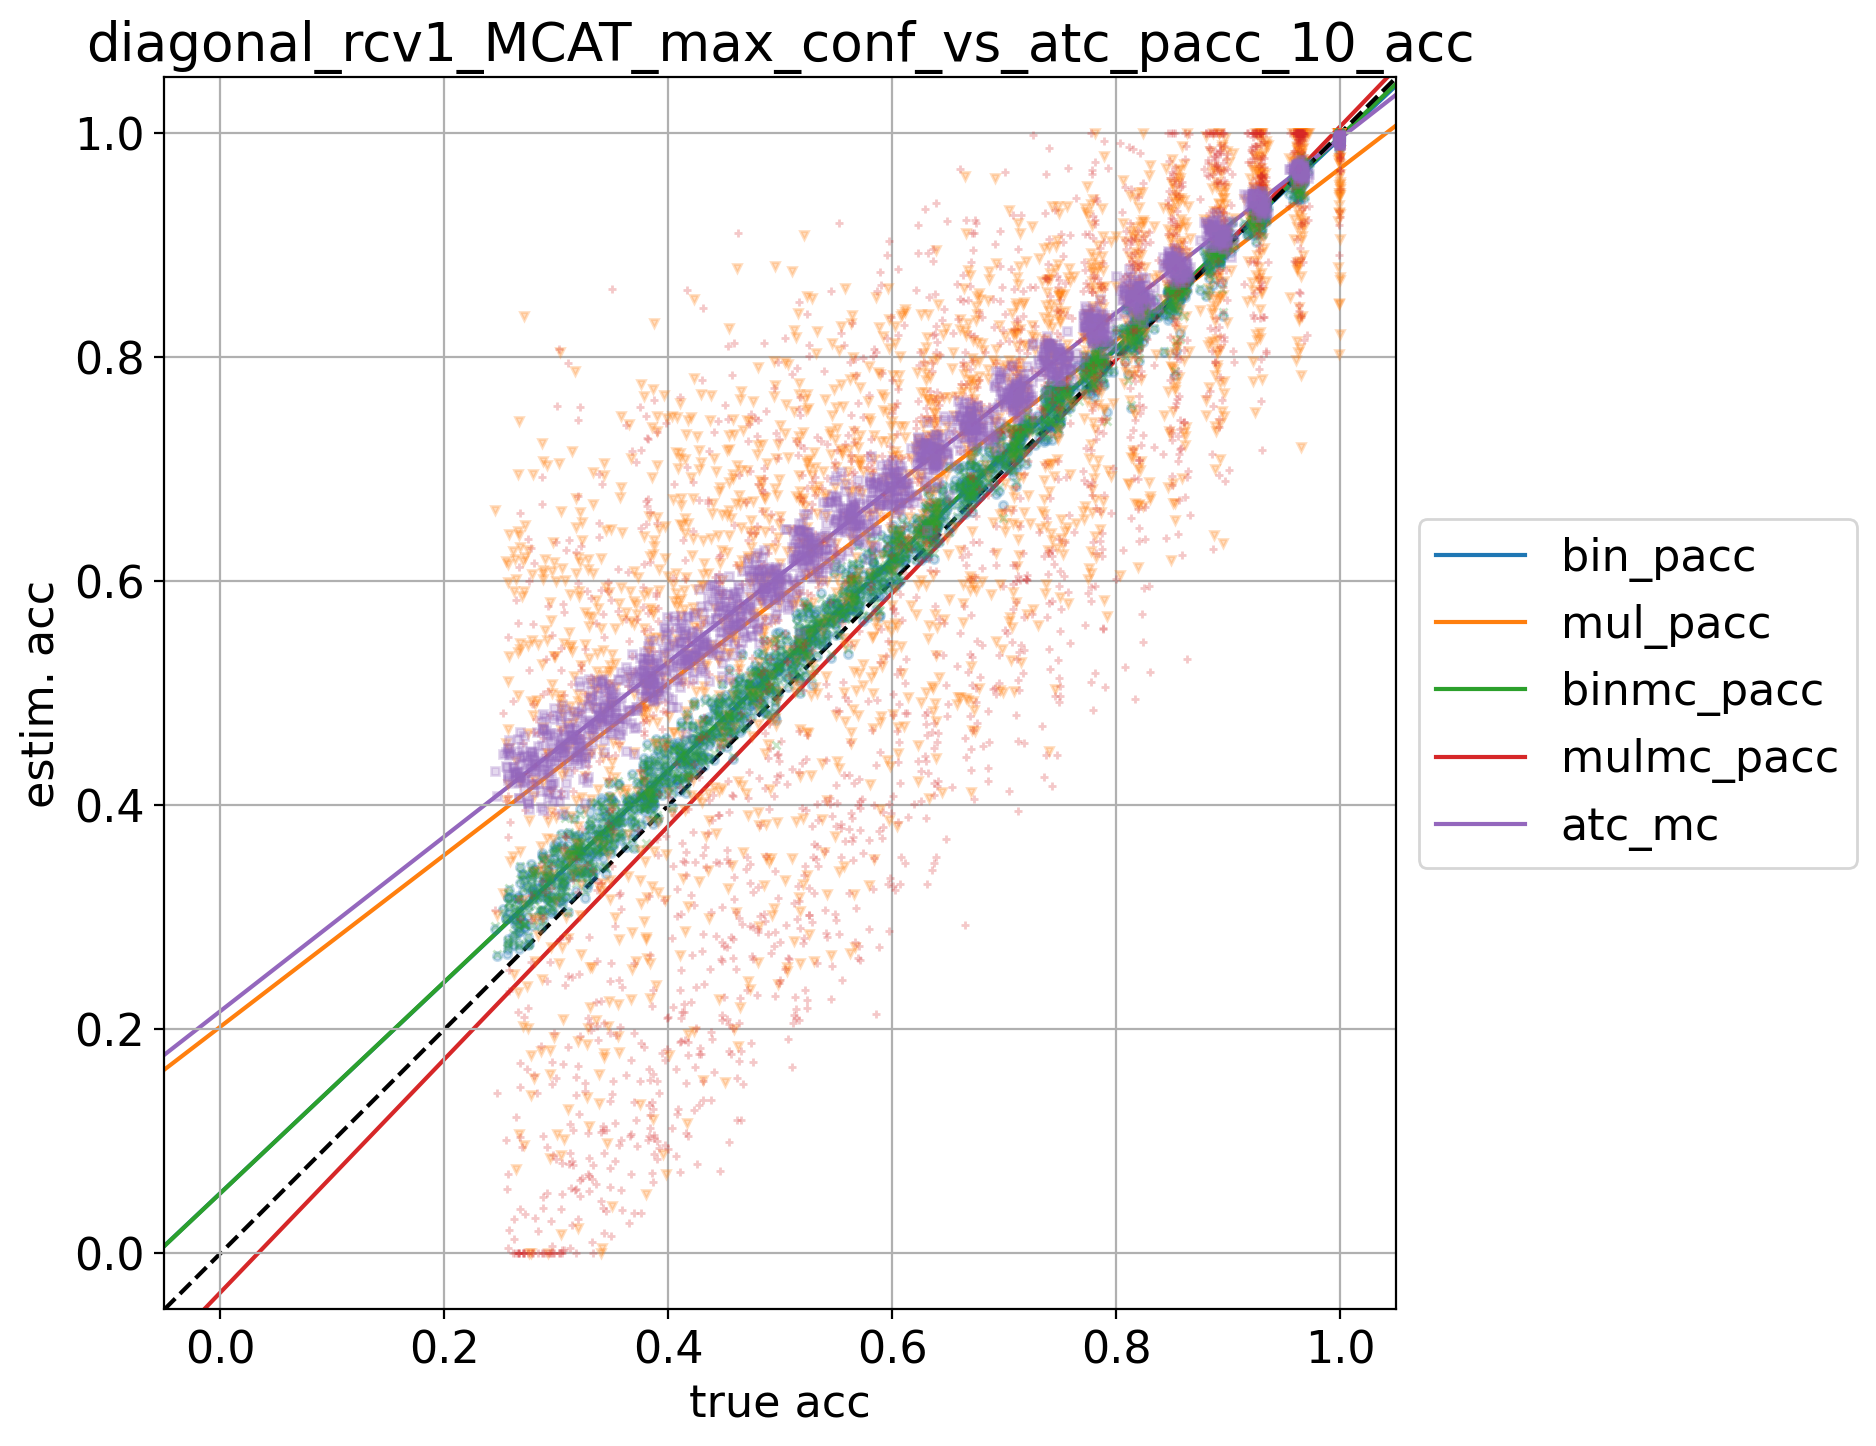 diagonal_rcv1_MCAT_max_conf_vs_atc_pacc_10_acc
estim. acc
1.0
0.8
0.6
0.4
0.2
0.0
0.0 0.2 0.4 0.6 0.8 1.0
true acc
bin_pacc
mul_pacc
binmc_pacc
mulmc_pacc
atc_mc